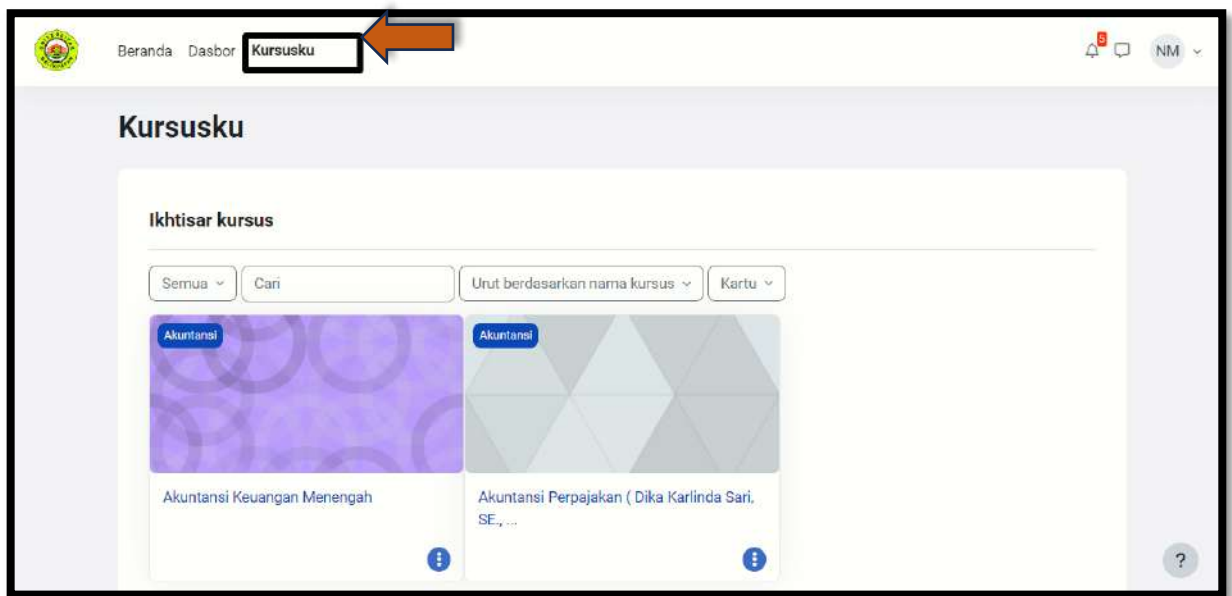 Beranda Dasbor Kursusku
5
NM
Kursusku
Ikhtisar kursus
Semua Cari Urut berdasarkan nama kursus Kartu
Akuntansi Akuntansi
Akuntansi Keuangan Menengah
Akuntansi Perpajakan ( Dika Karlinda Sari,
SE., ...
?